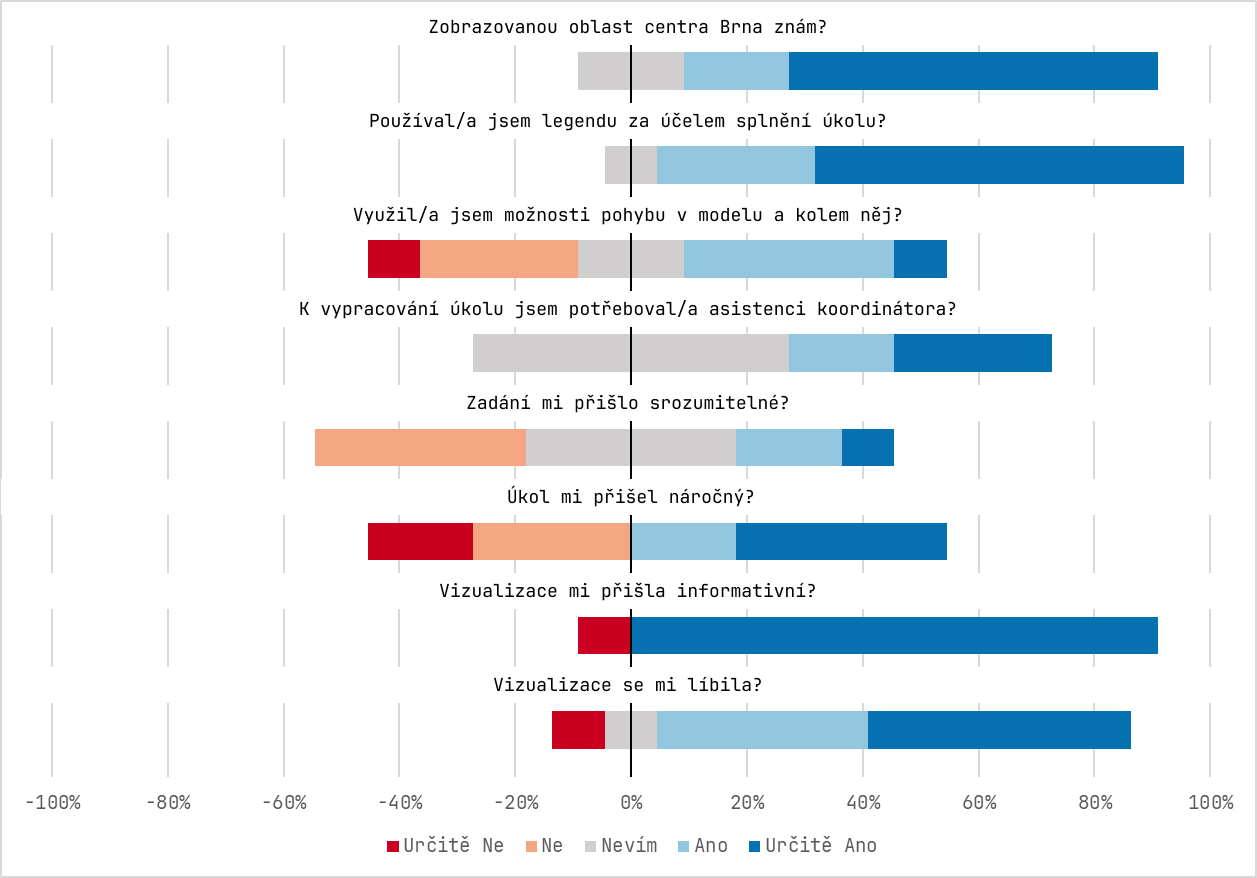 Zobrazovanou oblast centra Brna znám?
Používal/a jsem legendu za účelem splnění úkolu?
Využil/a jsem možnosti pohybu v modelu a kolem něj?
K vypracování úkolu jsem potřeboval/a asistenci koordinátora?
Zadání mi přišlo srozumitelné?
Úkol mi přišel náročný?
Vizualizace mi přišla informativní?
Vizualizace se mi líbila?
-100% -80% -60% -40% -20% 0% 20% 40% 60% 80% 100%
Určitě Ne Ne Nevím Ano Určitě Ano